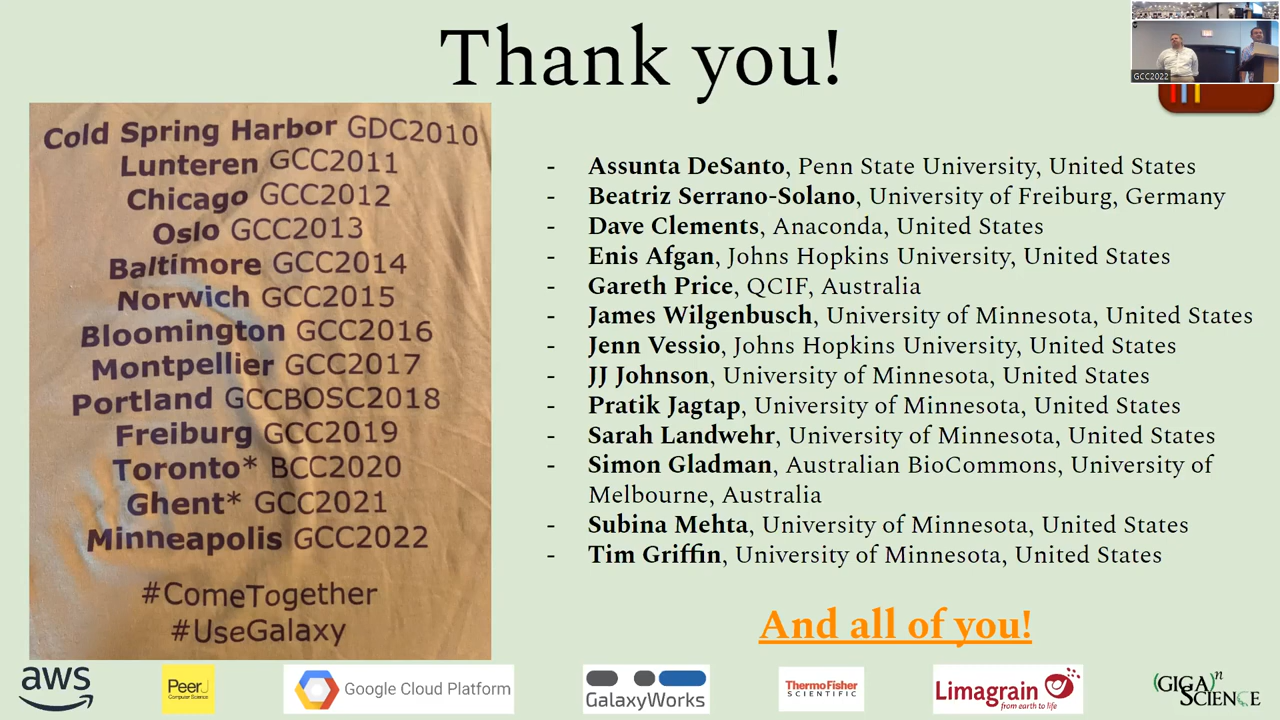 Thank you!
GCC2022
Cold Spring Harbor GDC2010
Lunteren GCC2011
Chicago GCC2012
Oslo GCC2013
Baltimore GCC2014
Norwich GCC2015
Bloomington GCC2016
Montpellier GCC2017
Portland GCCBOSC2018
Freiburg GCC2019
Toronto* BCC2020
Ghent* GCC2021
Minneapolis GCC2022
#ComeTogether
#UseGalaxy
- Assunta DeSanto, Penn State University, United States
- Beatriz Serrano-Solano, University of Freiburg, Germany
- Dave Clements, Anaconda, United States
- Enis Afgan, Johns Hopkins University, United States
- Gareth Price, QCIF, Australia
- James Wilgenbusch, University of Minnesota, United States
- Jenn Vessio, Johns Hopkins University, United States
- JJ Johnson, University of Minnesota, United States
- Pratik Jagtap, University of Minnesota, United States
- Sarah Landwehr, University of Minnesota, United States
- Simon Gladman, Australian BioCommons, University of
Melbourne, Australia
- Subina Mehta, University of Minnesota, United States
- Tim Griffin, University of Minnesota, United States
And all of you!
aws
PeerJ
Computer Science
Google Cloud Platform
GalaxyWorks
ThermoFisher
SCIENTIFIC
Limagrain
from earth to life
(GIGA)n
SCIENCE